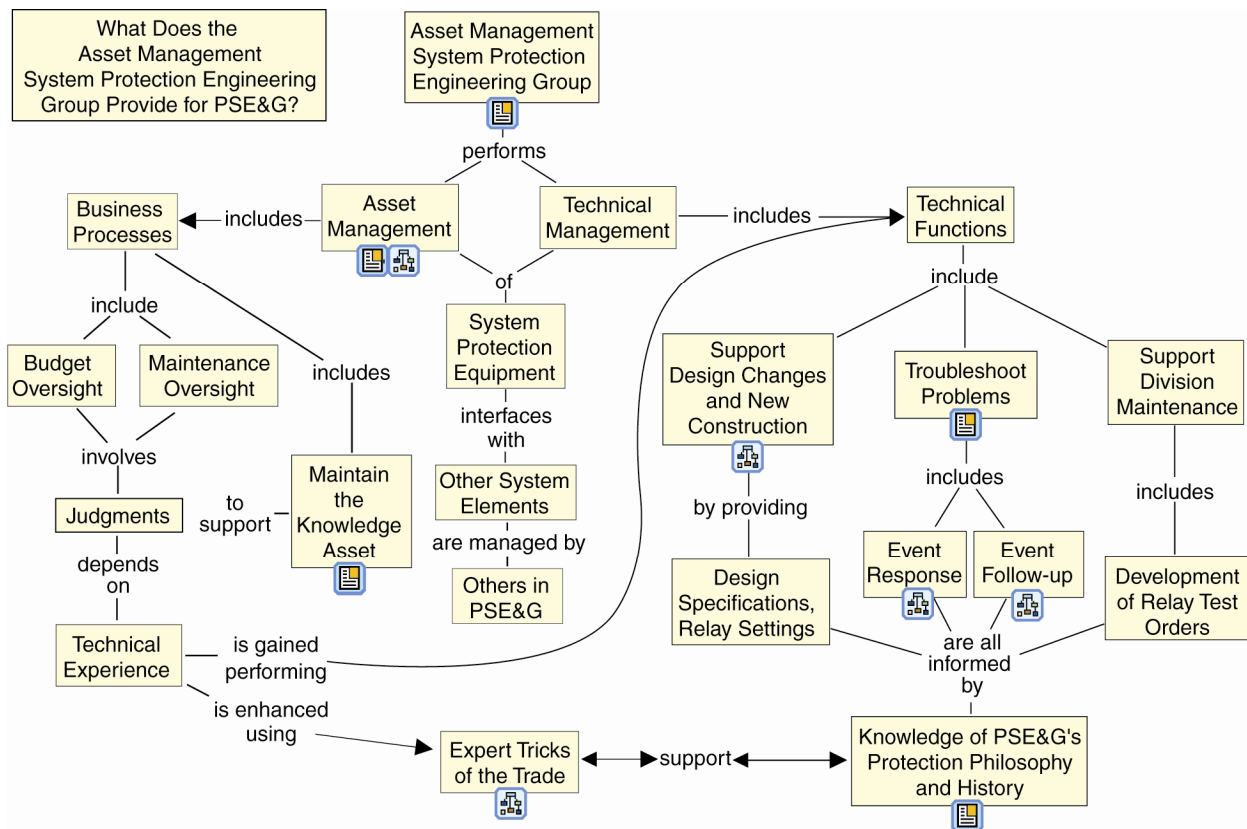 What Does the
Asset Management
System Protection Engineering
Group Provide for PSE&G?
Asset Management
System Protection
Engineering Group
performs
Business
Processes
includes
Asset
Management
Technical
Management
includes
Technical
Functions
of
include
include
System
Protection
Equipment
Budget
Oversight
Maintenance
Oversight
includes
Support
Design Changes
and New
Construction
Troubleshoot
Problems
Support
Division
Maintenance
interfaces
with
involves
Maintain
the
Knowledge
Asset
to
support
Other System
Elements
includes
includes
by providing
Judgments
are managed by
depends
on
Others in
PSE&G
Event
Response
Event
Follow-up
Design
Specifications,
Relay Settings
Development
of Relay Test
Orders
Technical
Experience
is gained
performing
are all
informed
by
is enhanced
using
Expert Tricks
of the Trade
support
Knowledge of PSE&G's
Protection Philosophy
and History